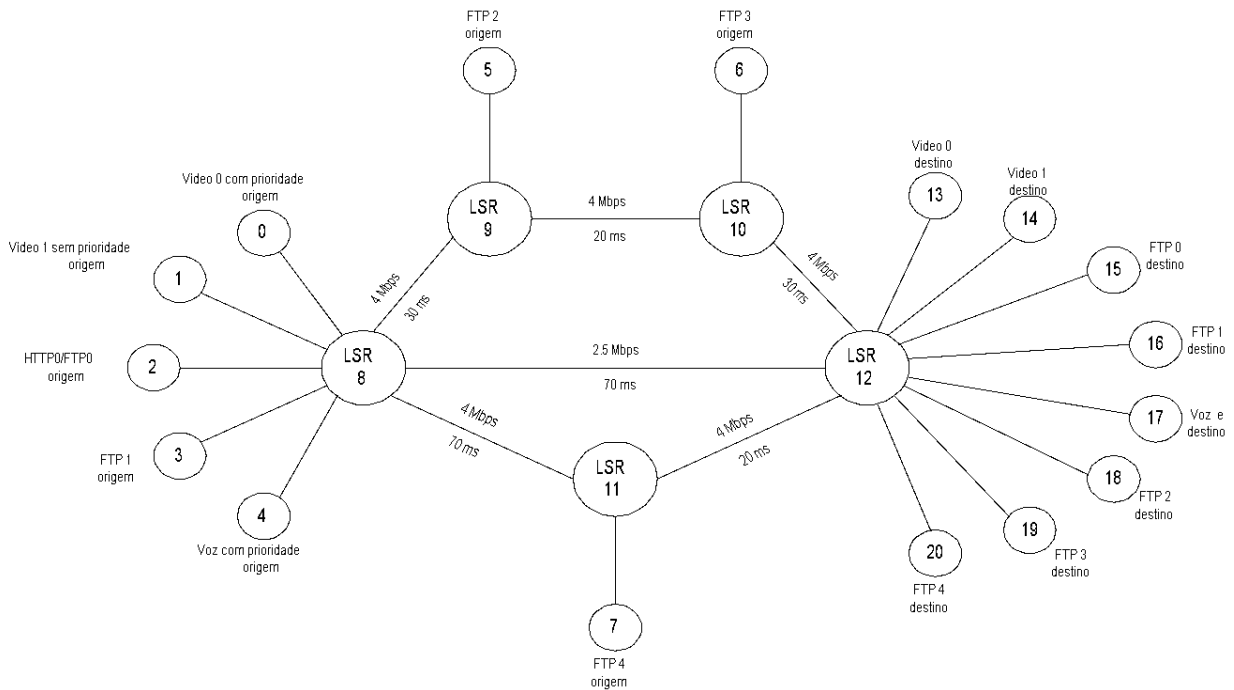 FTP 2
origem
5
FTP 3
origem
6
Video 0 com prioridade
origem
0
Video 1 sem prioridade
origem
1
HTTP0/FTP0
origem
2
FTP 1
origem
3
4
Voz com prioridade
origem
LSR
8
LSR
9
LSR
10
LSR
11
LSR
12
4 Mbps
30 ms
4 Mbps
20 ms
4 Mbps
30 ms
2.5 Mbps
70 ms
4 Mbps
70 ms
4 Mbps
20 ms
7
FTP 4
origem
Video 0
destino
13
Video 1
destino
14
15
FTP 0
destino
16
FTP 1
destino
17
Voz e
destino
18
FTP 2
destino
19
FTP 3
destino
20
FTP 4
destino